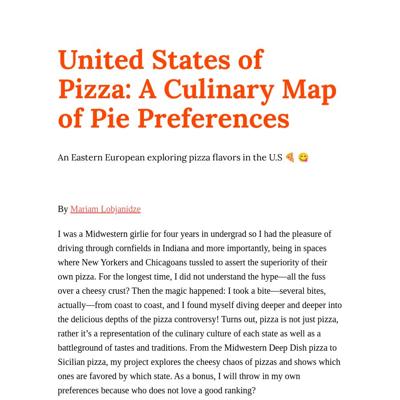 United States of
Pizza: A Culinary Map
of Pie Preferences
An Eastern European exploring pizza flavors in the U.S 🍕 😋
By Mariam Lobjanidze
I was a Midwestern girlie for four years in undergrad so I had the pleasure of
driving through cornfields in Indiana and more importantly, being in spaces
where New Yorkers and Chicagoans tussled to assert the superiority of their
own pizza. For the longest time, I did not understand the hype—all the fuss
over a cheesy crust? Then the magic happened: I took a bite—several bites,
actually—from coast to coast, and I found myself diving deeper and deeper into
the delicious depths of the pizza controversy! Turns out, pizza is not just pizza,
rather it’s a representation of the culinary culture of each state as well as a
battleground of tastes and traditions. From the Midwestern Deep Dish pizza to
Sicilian pizza, my project explores the cheesy chaos of pizzas and shows which
ones are favored by which state. As a bonus, I will throw in my own
preferences because who does not love a good ranking?